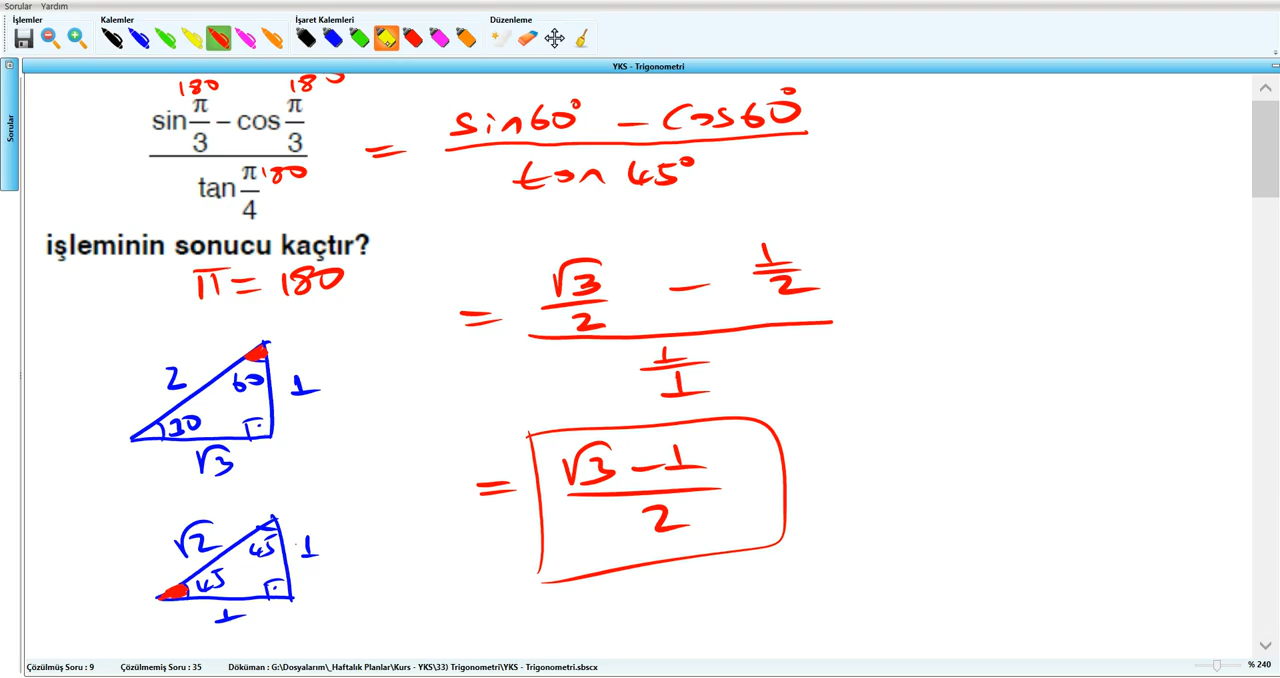 Sorular Yardım
İşlemler Kalemler İşaret Kalemleri Düzenleme
YKS - Trigonometri
Sorular
180 180
sin π/3 − cos π/3
tan π/4 180
= sin60° − cos60°
tan 45°
işleminin sonucu kaçtır?
π = 180
= √3/2 − 1/2
1/1
= √3 − 1
2
2 60 1
30
√3
√2 45 1
45
1
Çözülmüş Soru : 9 Çözülmemiş Soru : 35 Döküman : G:\Dosyalarım\_Haftalık Planlar\Kurs - YKS\33) Trigonometri\YKS - Trigonometri.sbscx % 240